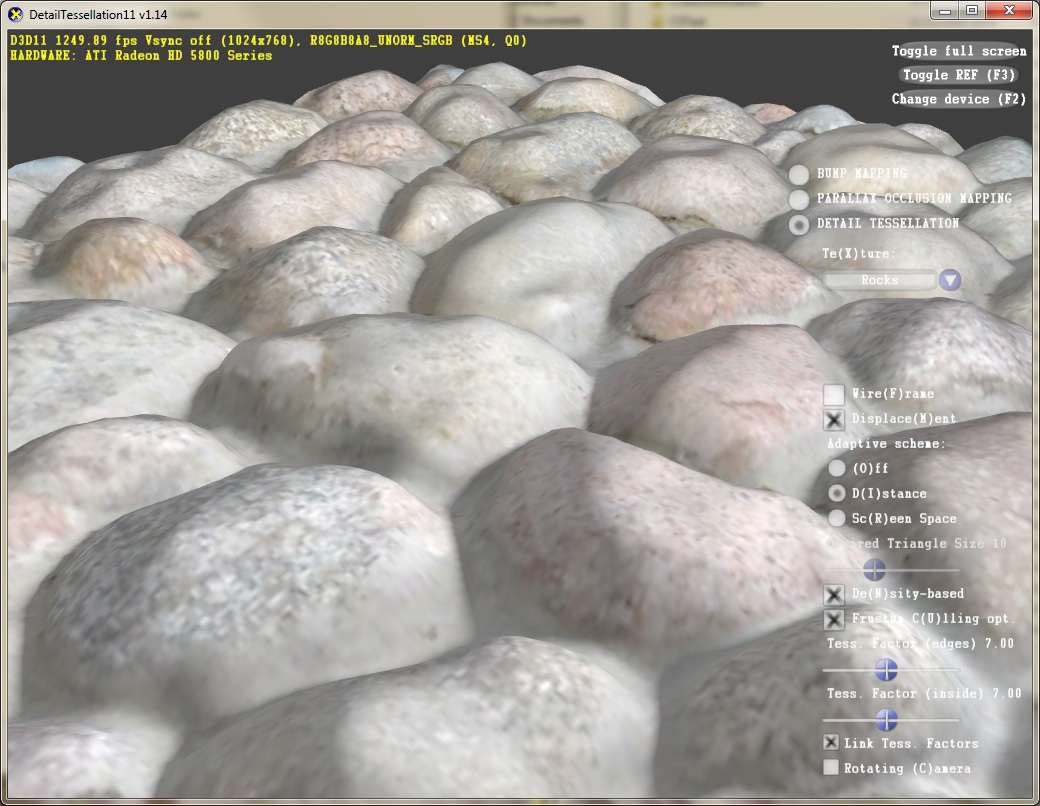 DetailTessellation11 v1.14
D3D11 1249.89 fps Vsync off (1024x768), R8G8B8A8_UNORM_SRGB (MS4, Q0)
HARDWARE: ATI Radeon HD 5800 Series
Toggle full screen
Toggle REF (F3)
Change device (F2)
BUMP MAPPING
PARALLAX OCCLUSION MAPPING
DETAIL TESSELLATION
Te(X)ture:
Rocks
Wire(F)rame
Displace(M)ent
Adaptive scheme:
(O)ff
D(I)stance
Sc(R)een Space
Triangle Size 10
De(N)sity-based
Frustum C(U)lling opt.
Tess. Factor (edges) 7.00
Tess. Factor (inside) 7.00
Link Tess. Factors
Rotating (C)amera